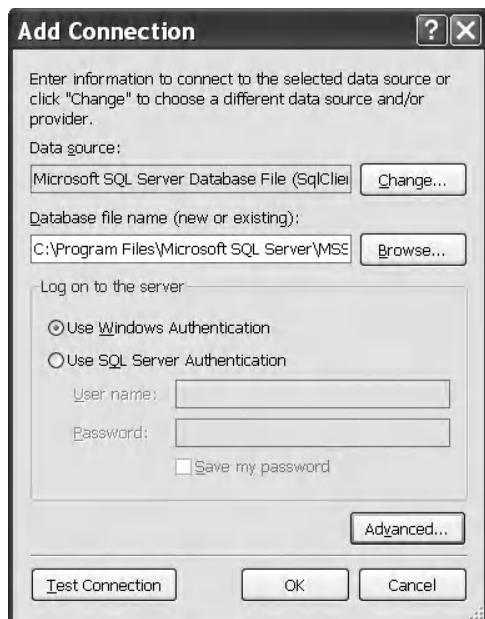 Add Connection
?
Enter information to connect to the selected data source or
click "Change" to choose a different data source and/or
provider.
Data source:
Microsoft SQL Server Database File (SqlClie
Change...
Database file name (new or existing):
C:\Program Files\Microsoft SQL Server\MSS
Browse...
Log on to the server
Use Windows Authentication
Use SQL Server Authentication
User name:
Password:
Save my password
Advanced...
Test Connection
OK
Cancel